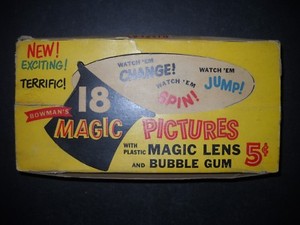 NEW!
EXCITING!
TERRIFIC!
WATCH 'EM
CHANGE!
WATCH 'EM
SPIN!
WATCH 'EM
JUMP!
BOWMAN'S
18
MAGIC PICTURES
WITH PLASTIC MAGIC LENS
AND BUBBLE GUM
5¢